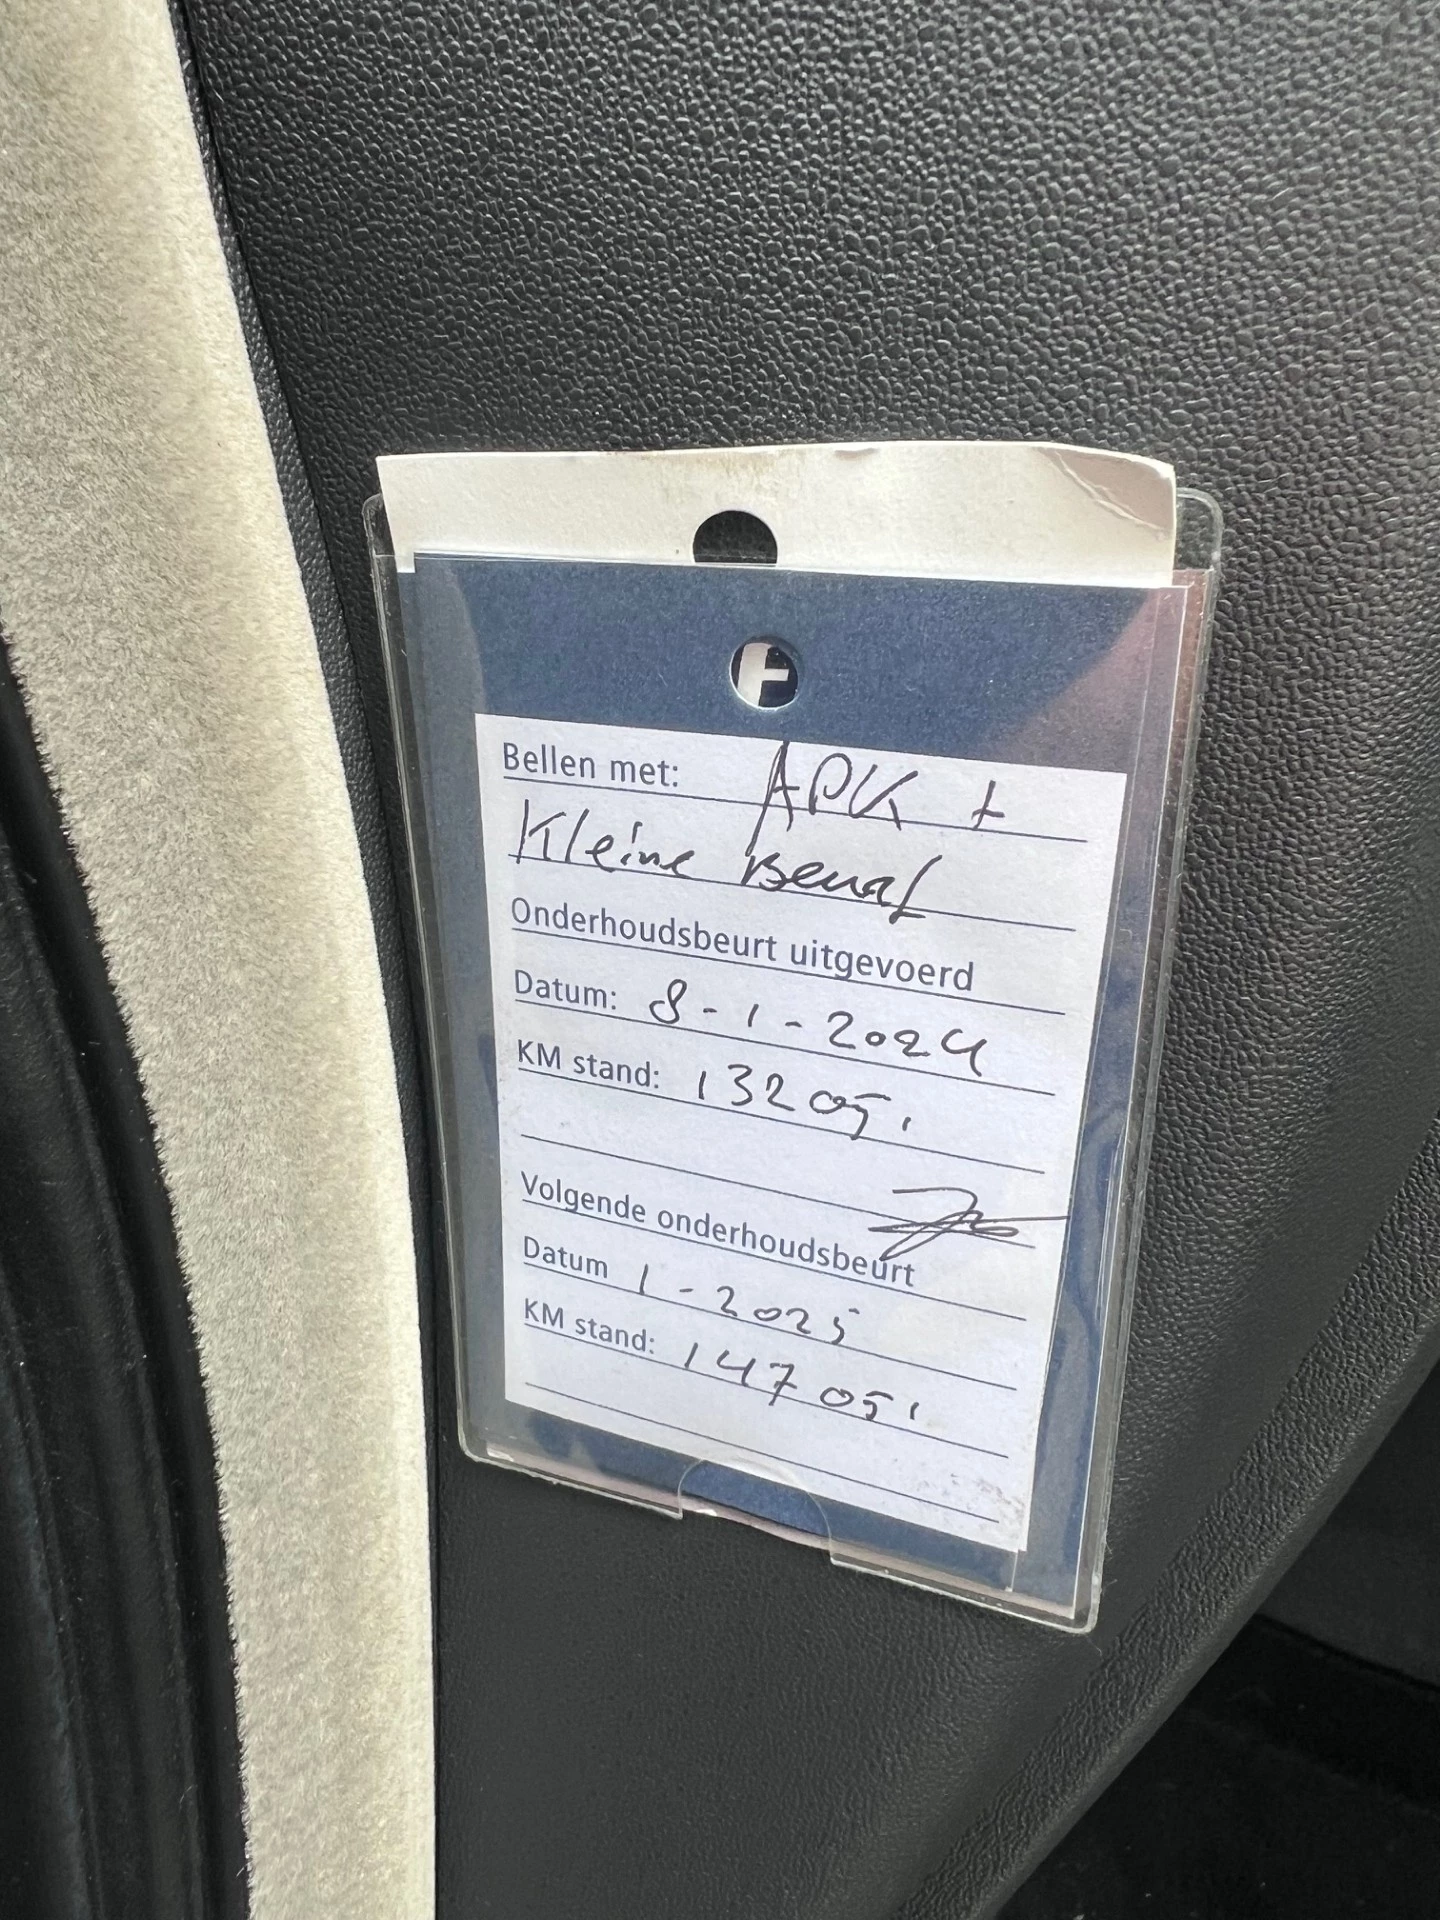 Bellen met: APK +
Kleine Beurt
Onderhoudsbeurt uitgevoerd
Datum: 8-1-2024
KM stand: 132051
Volgende onderhoudsbeurt
Datum 1-2025
KM stand: 147051